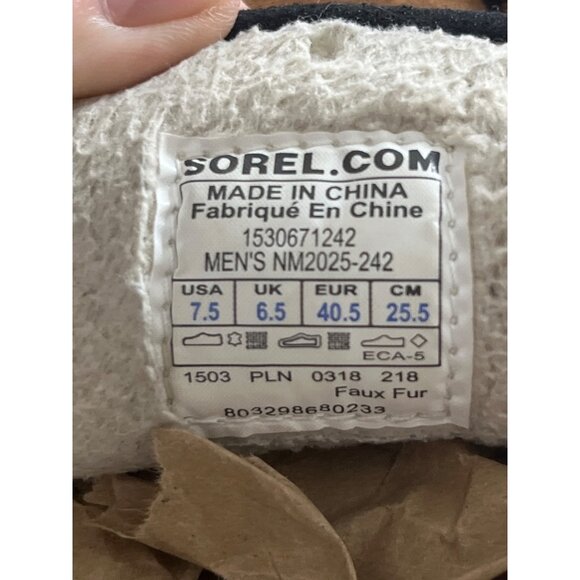 SOREL.COM
MADE IN CHINA
Fabriqué En Chine
1530671242
MEN'S NM2025-242
USA UK EUR CM
7.5 6.5 40.5 25.5
ECA-5
1503 PLN 0318 218
Faux Fur
803298680233